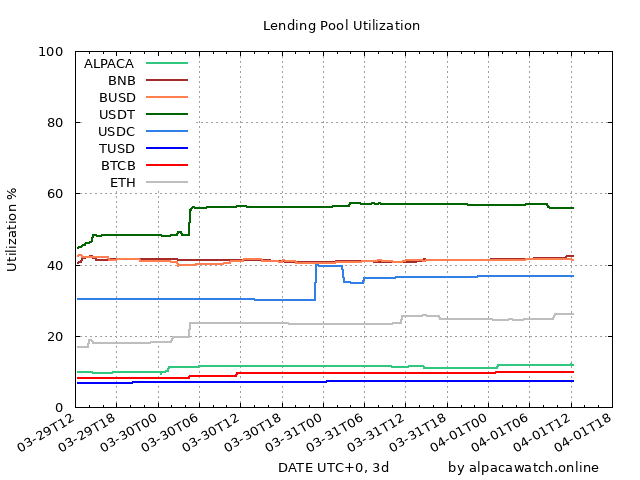 Lending Pool Utilization
Utilization %
100
80
60
40
20
0
ALPACA
BNB
BUSD
USDT
USDC
TUSD
BTCB
ETH
03-29T12
03-29T18
03-30T00
03-30T06
03-30T12
03-30T18
03-31T00
03-31T06
03-31T12
03-31T18
04-01T00
04-01T06
04-01T12
04-01T18
DATE UTC+0, 3d
by alpacawatch.online